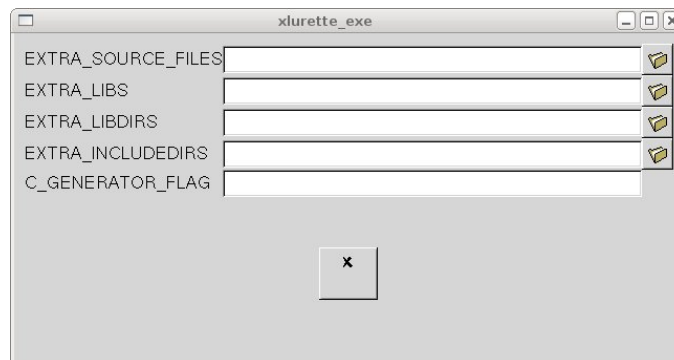 xlurette_exe
EXTRA_SOURCE_FILES
EXTRA_LIBS
EXTRA_LIBDIRS
EXTRA_INCLUDEDIRS
C_GENERATOR_FLAG
x